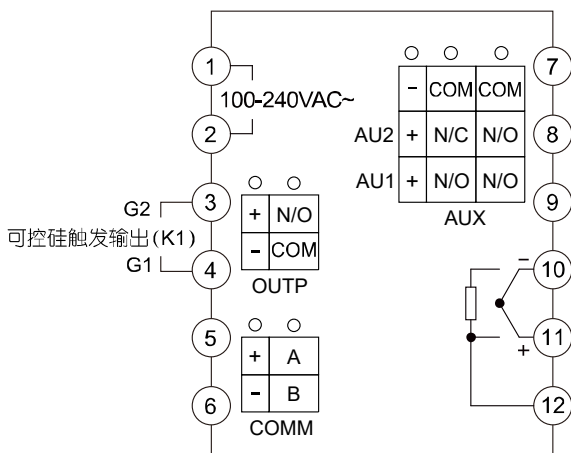 1
100-240VAC~
2
G2
3
可控硅触发输出(K1)
G1
4
+ N/O
- COM
OUTP
5
6
+ A
- B
COMM
- COM COM
AU2 + N/C N/O
AU1 + N/O N/O
AUX
7
8
9
10
-
11
+
12